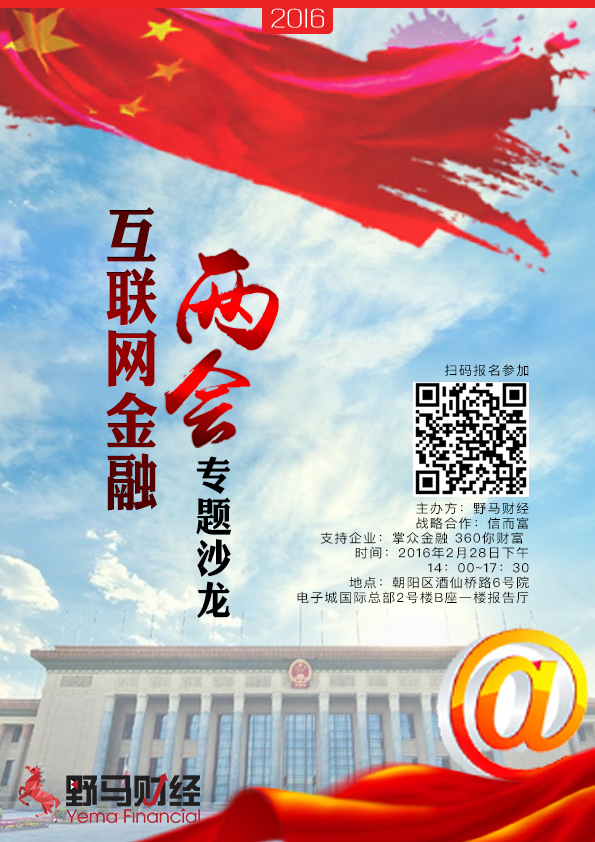 2016
互联网金融
两会
专题沙龙
扫码报名参加
主办方：野马财经
战略合作：信而富
支持企业：掌众金融 360你财富
时间：2016年2月28日下午
14：00~17：30
地点：朝阳区酒仙桥路6号院
电子城国际总部2号楼B座一楼报告厅
@
野马财经
Yema Financial